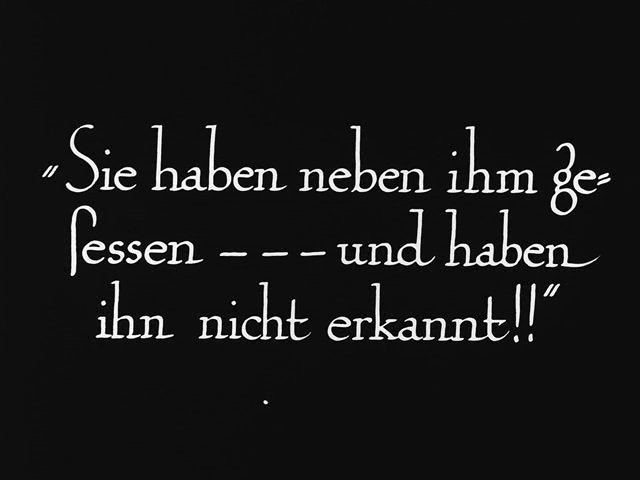 "Sie haben neben ihm ge=
ſessen – – – und haben
ihn nicht erkannt!!"